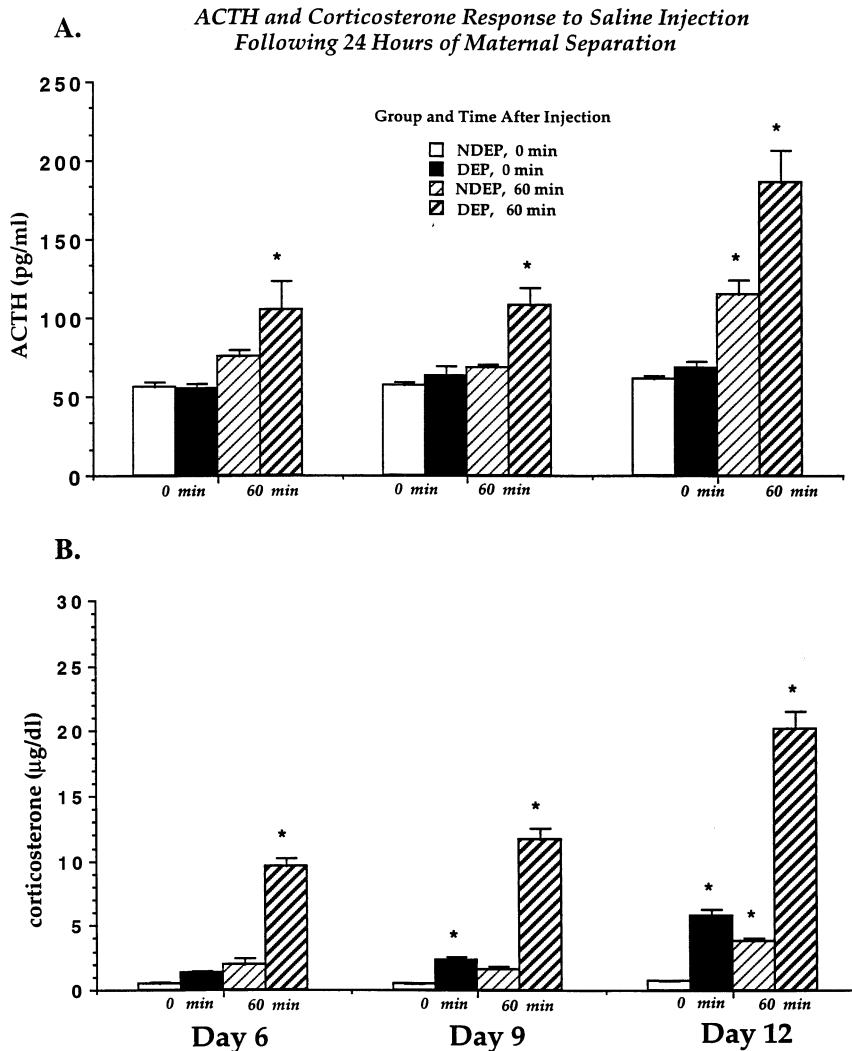 A.
ACTH and Corticosterone Response to Saline Injection
Following 24 Hours of Maternal Separation
250
200
150
100
50
0
ACTH (pg/ml)
Group and Time After Injection
NDEP, 0 min
DEP, 0 min
NDEP, 60 min
DEP, 60 min
*
*
*
*
0 min
60 min
0 min
60 min
0 min
60 min
B.
30
25
20
15
10
5
0
corticosterone (µg/dl)
*
*
*
*
*
*
0 min
60 min
0 min
60 min
0 min
60 min
Day 6
Day 9
Day 12